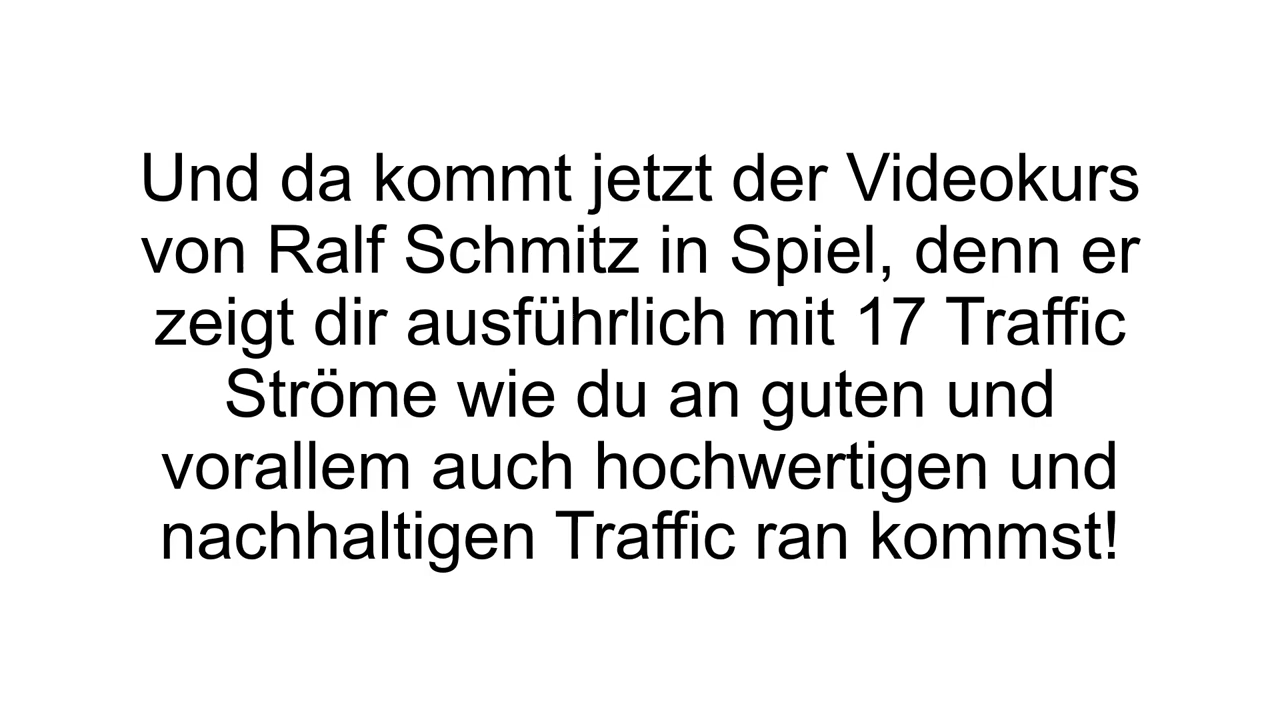 Und da kommt jetzt der Videokurs
von Ralf Schmitz in Spiel, denn er
zeigt dir ausführlich mit 17 Traffic
Ströme wie du an guten und
vorallem auch hochwertigen und
nachhaltigen Traffic ran kommst!